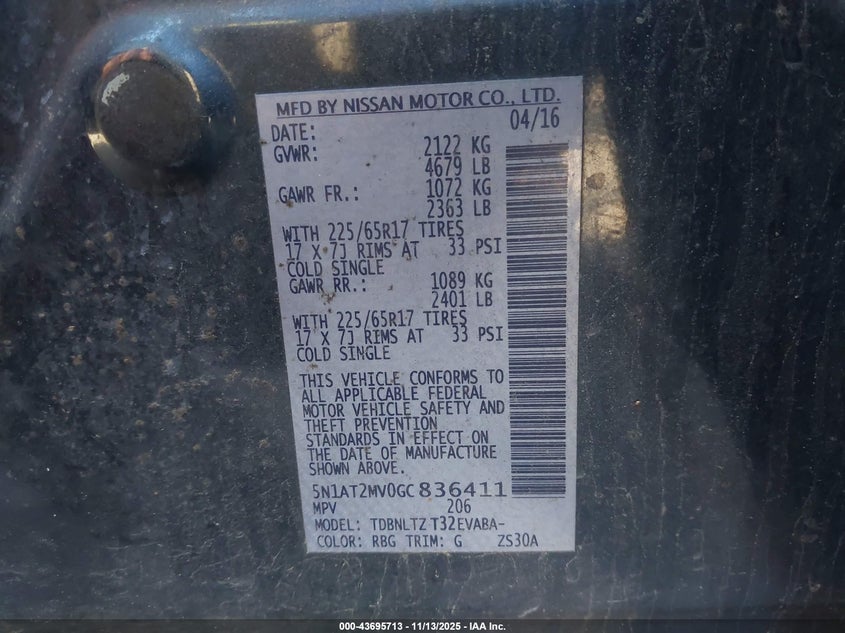 MFD BY NISSAN MOTOR CO., LTD.
DATE: 04/16
GVWR: 2122 KG
4679 LB
GAWR FR.: 1072 KG
2363 LB
WITH 225/65R17 TIRES
17 X 7J RIMS AT 33 PSI
COLD SINGLE
GAWR RR.: 1089 KG
2401 LB
WITH 225/65R17 TIRES
17 X 7J RIMS AT 33 PSI
COLD SINGLE
THIS VEHICLE CONFORMS TO
ALL APPLICABLE FEDERAL
MOTOR VEHICLE SAFETY AND
THEFT PREVENTION
STANDARDS IN EFFECT ON
THE DATE OF MANUFACTURE
SHOWN ABOVE.
5N1AT2MV0GC836411
MPV 206
MODEL: TDBNLTZ T32EVABA-
COLOR: RBG TRIM: G ZS30A
000-43695713 - 11/13/2025 - IAA Inc.